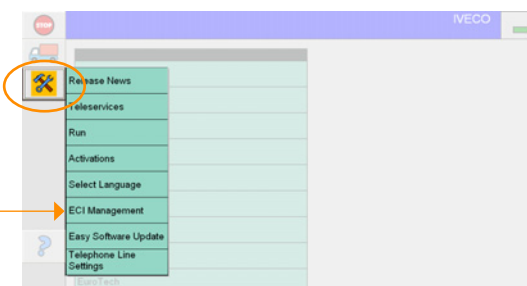 STOP
IVECO
Release News
Teleservices
Run
Activations
Select Language
ECI Management
Easy Software Update
Telephone Line
Settings
EuroTech
?